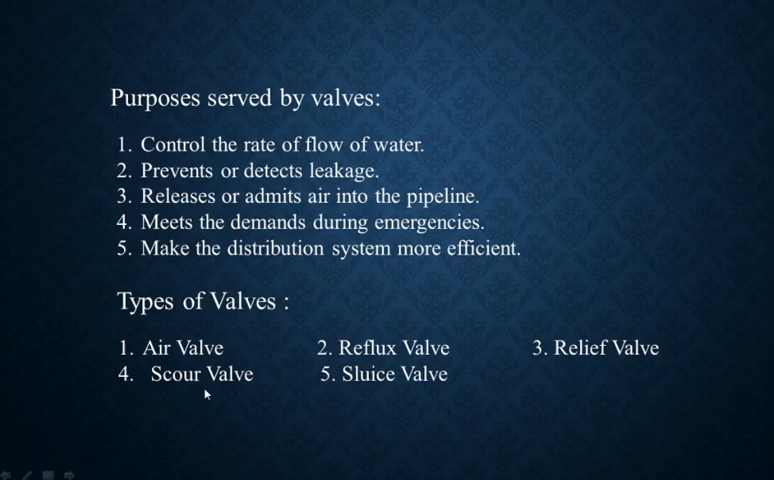 Purposes served by valves:
1. Control the rate of flow of water.
2. Prevents or detects leakage.
3. Releases or admits air into the pipeline.
4. Meets the demands during emergencies.
5. Make the distribution system more efficient.
Types of Valves :
1. Air Valve 2. Reflux Valve 3. Relief Valve
4. Scour Valve 5. Sluice Valve